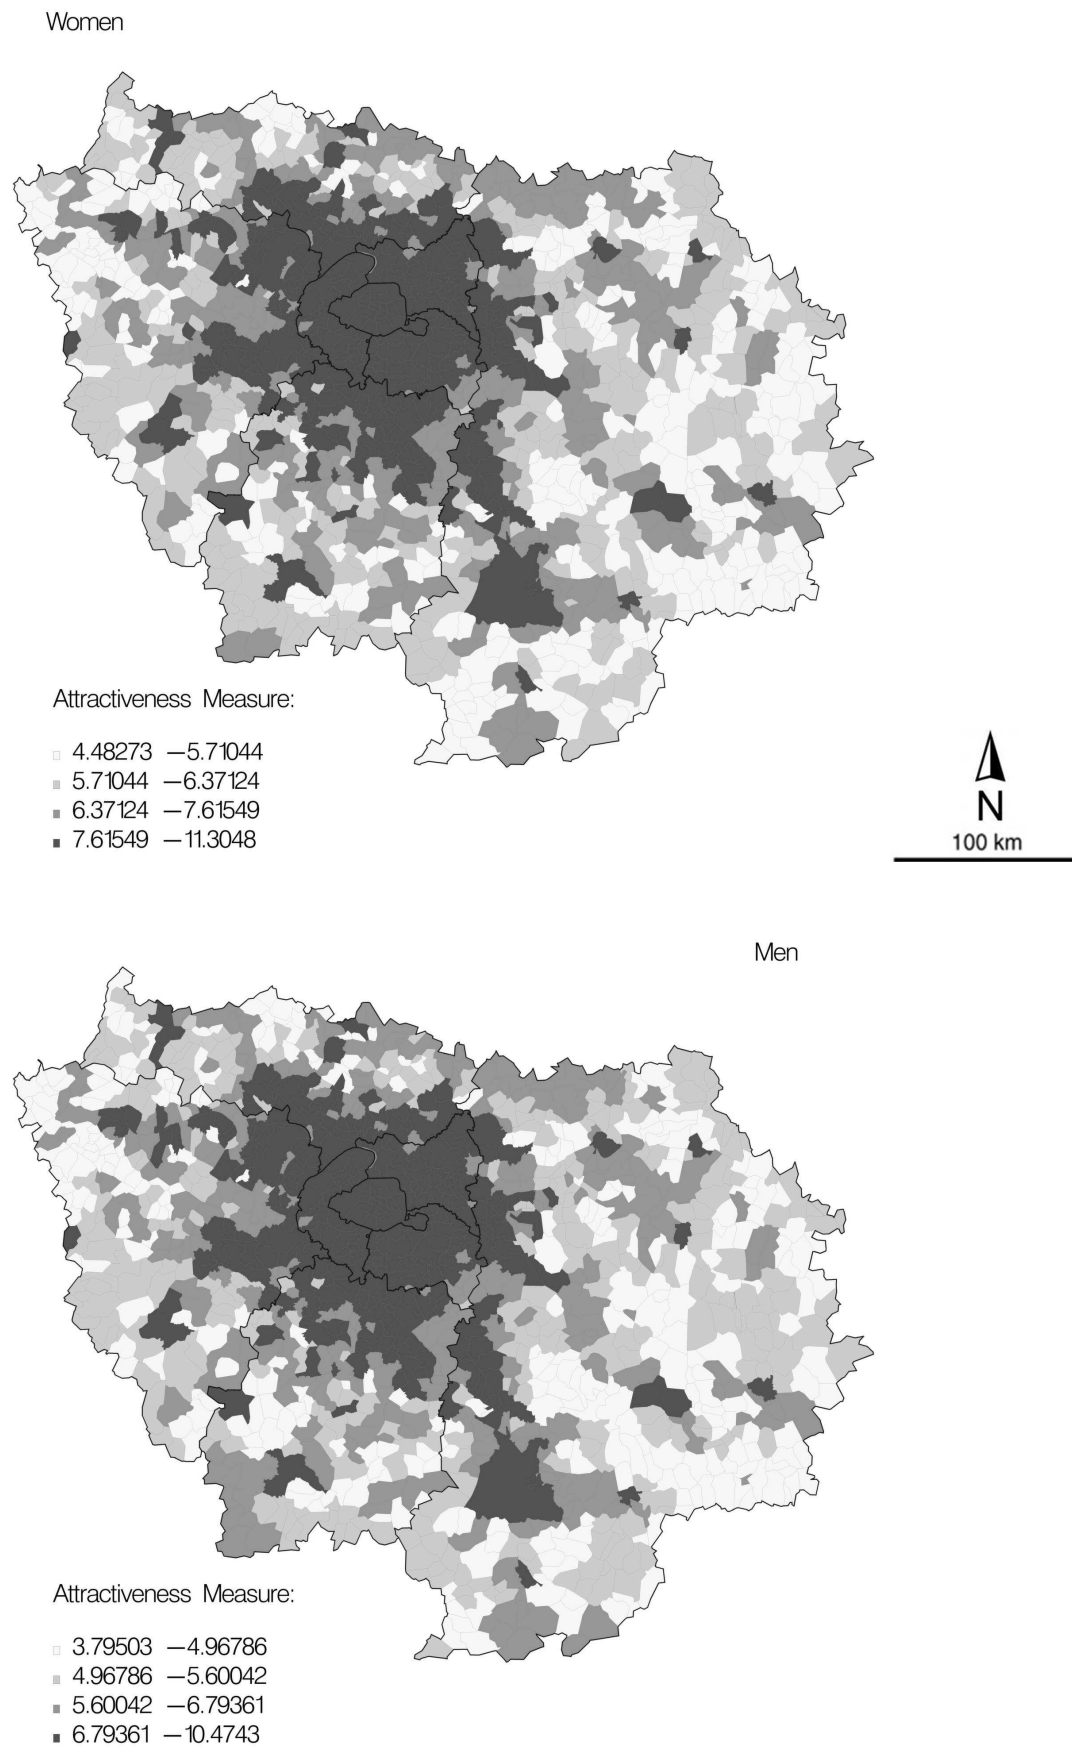 Women
Attractiveness Measure:
4.48273 —5.71044
5.71044 —6.37124
6.37124 —7.61549
7.61549 —11.3048
N
100 km
Men
Attractiveness Measure:
3.79503 —4.96786
4.96786 —5.60042
5.60042 —6.79361
6.79361 —10.4743